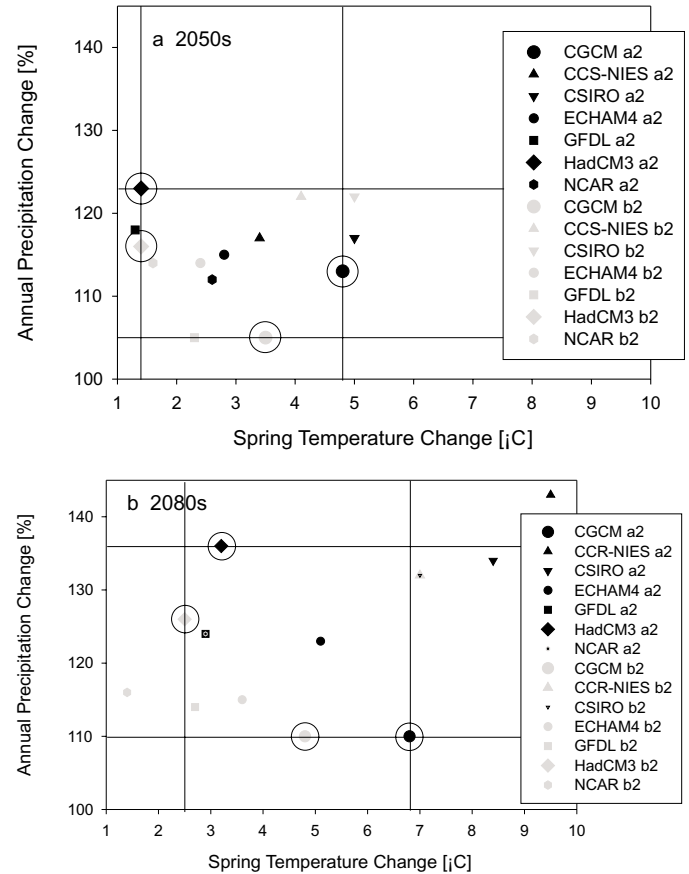 a 2050s
Annual Precipitation Change [%]
140
130
120
110
100
1 2 3 4 5 6 7 8 9 10
Spring Temperature Change [¡C]
CGCM a2
CCS-NIES a2
CSIRO a2
ECHAM4 a2
GFDL a2
HadCM3 a2
NCAR a2
CGCM b2
CCS-NIES b2
CSIRO b2
ECHAM4 b2
GFDL b2
HadCM3 b2
NCAR b2
b 2080s
Annual Precipitation Change [%]
140
130
120
110
100
1 2 3 4 5 6 7 8 9 10
Spring Temperature Change [¡C]
CGCM a2
CCR-NIES a2
CSIRO a2
ECHAM4 a2
GFDL a2
HadCM3 a2
NCAR a2
CGCM b2
CCR-NIES b2
CSIRO b2
ECHAM4 b2
GFDL b2
HadCM3 b2
NCAR b2